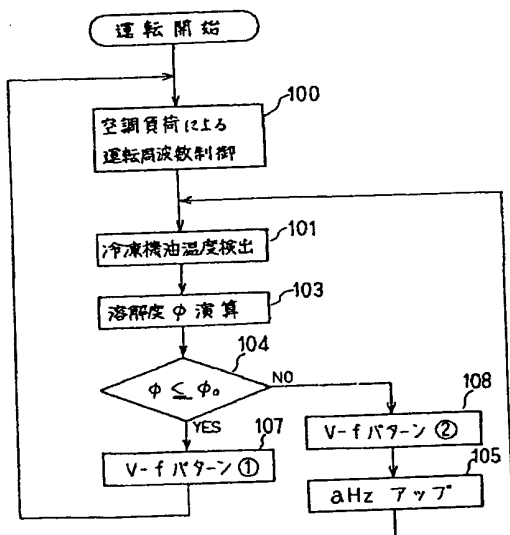 運転開始
100
空調負荷による
運転周波数制御
101
冷凍機油温度検出
103
溶解度φ演算
104
φ≦φ₀
NO
YES
107
V-fパターン①
108
V-fパターン②
105
aHz アップ